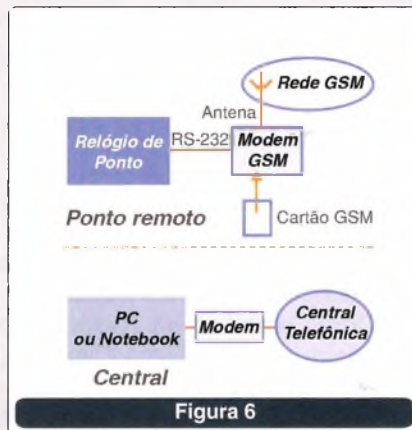 Rede GSM
Antena
Relógio de
Ponto
RS-232
Modem
GSM
Ponto remoto
Cartão GSM
PC
ou Notebook
Modem
Central
Telefônica
Central
Figura 6